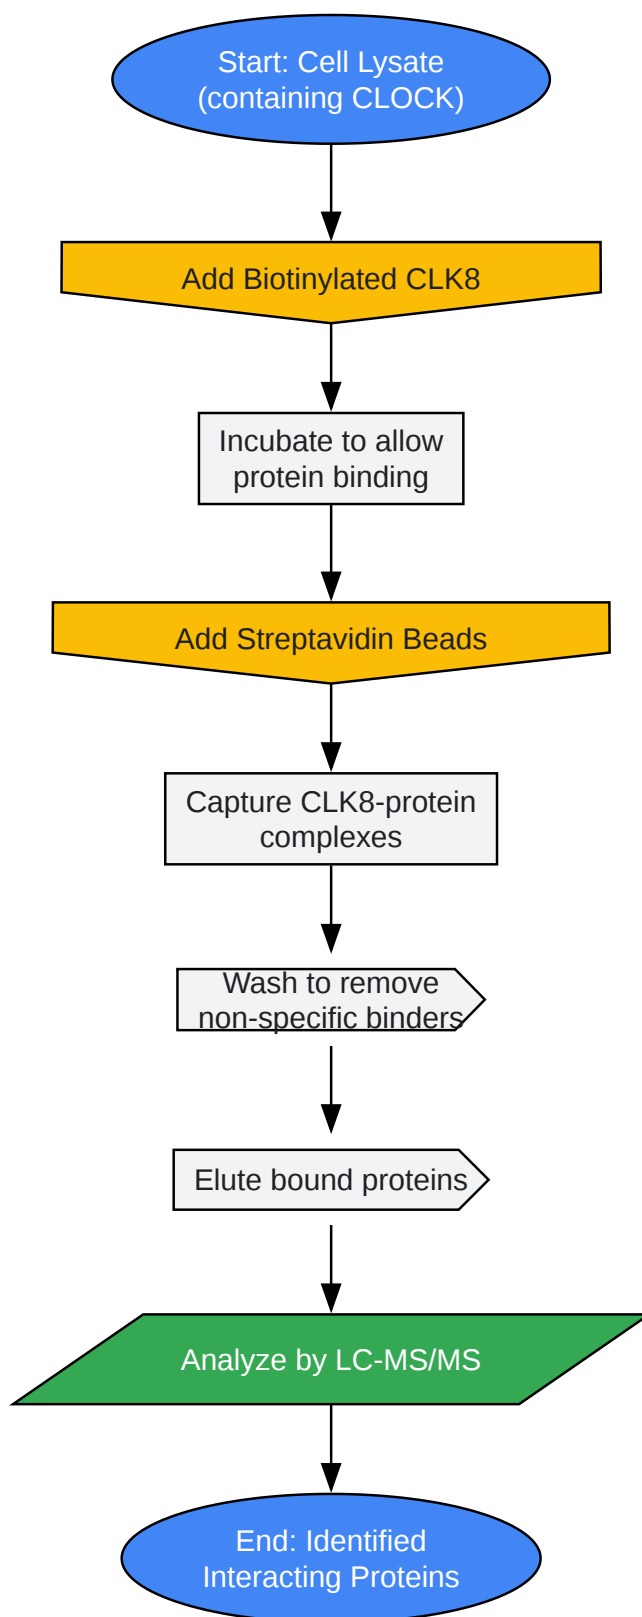 Start: Cell Lysate
(containing CLOCK)
Add Biotinylated CLK8
Incubate to allow
protein binding
Add Streptavidin Beads
Capture CLK8-protein
complexes
Wash to remove
non-specific binders
Elute bound proteins
Analyze by LC-MS/MS
End: Identified
Interacting Proteins